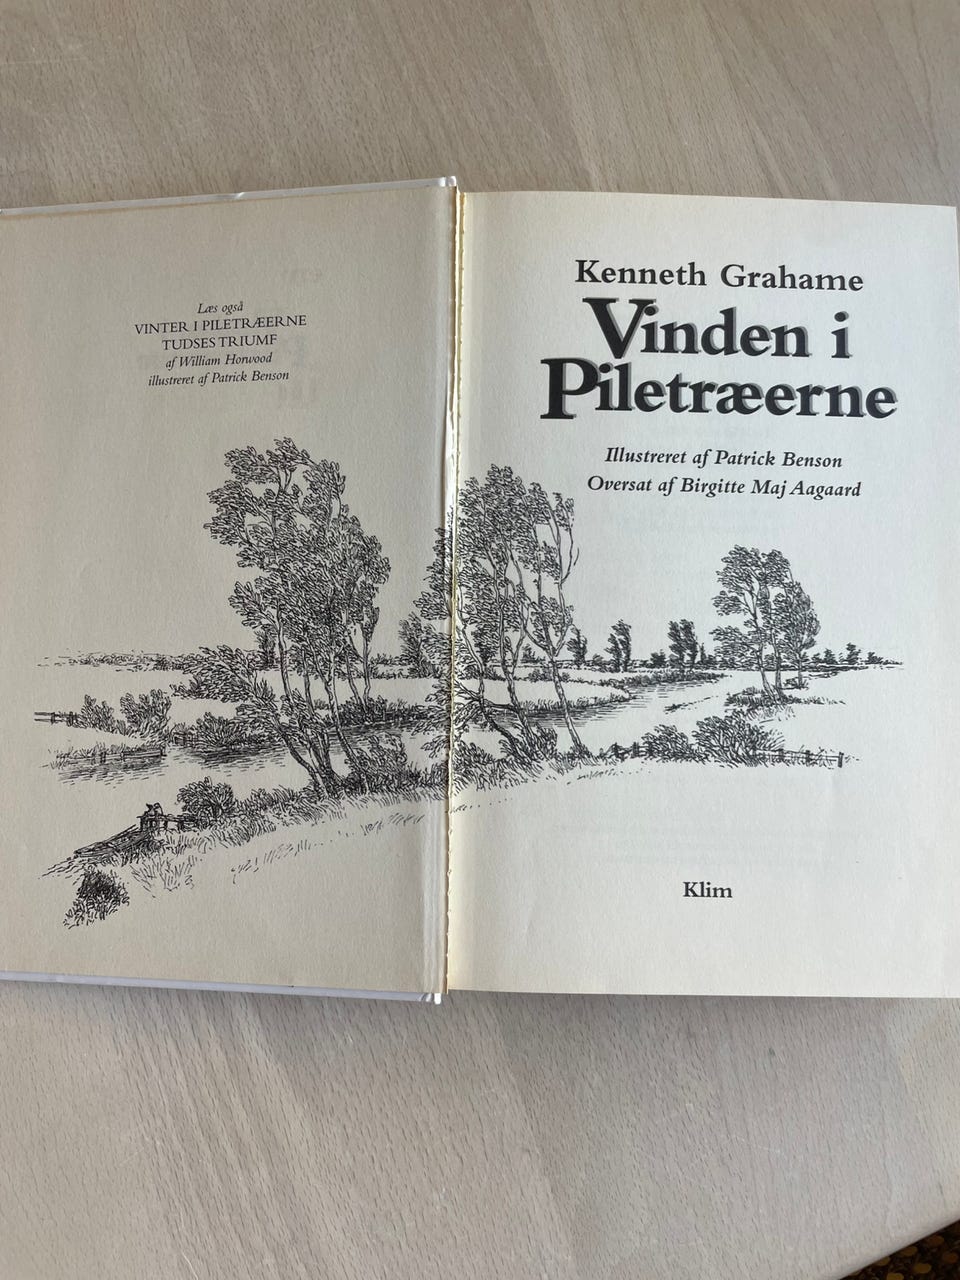 Læs også
VINTER I PILETRÆERNE
TUDSES TRIUMF
af William Horwood
illustreret af Patrick Benson
Kenneth Grahame
Vinden i
Piletræerne
Illustreret af Patrick Benson
Oversat af Birgitte Maj Aagaard
Klim